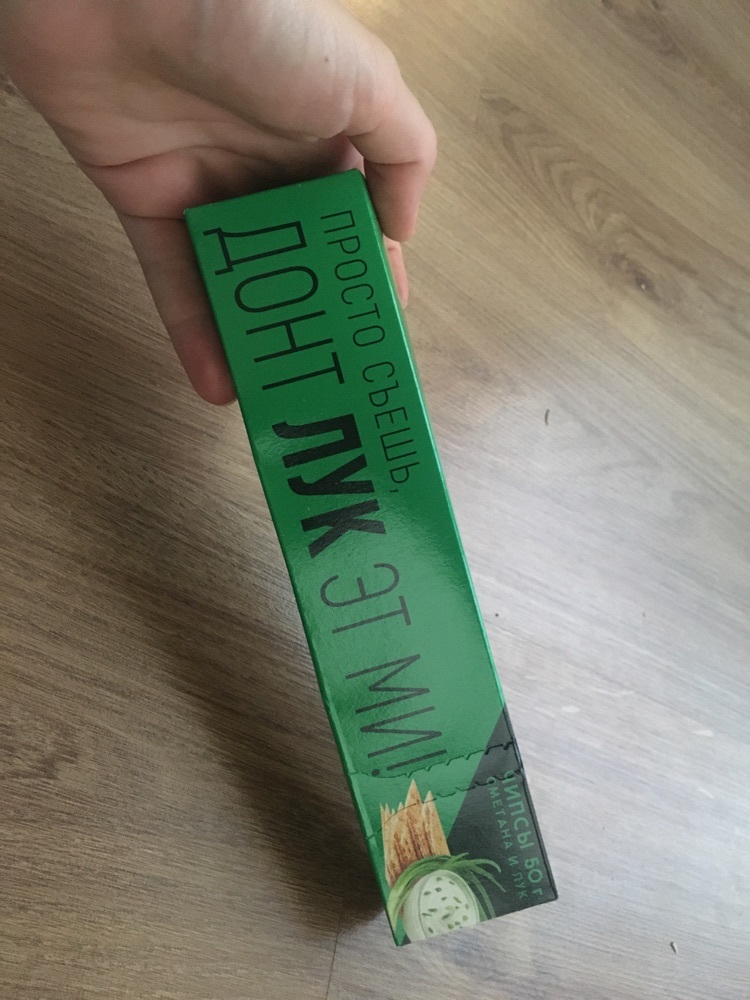 ПРОСТО СЪЕШЬ,
ДОНТ ЛУК ЭТ МИ!
ЧИПСЫ 50 г
СМЕТАНА И ЛУК